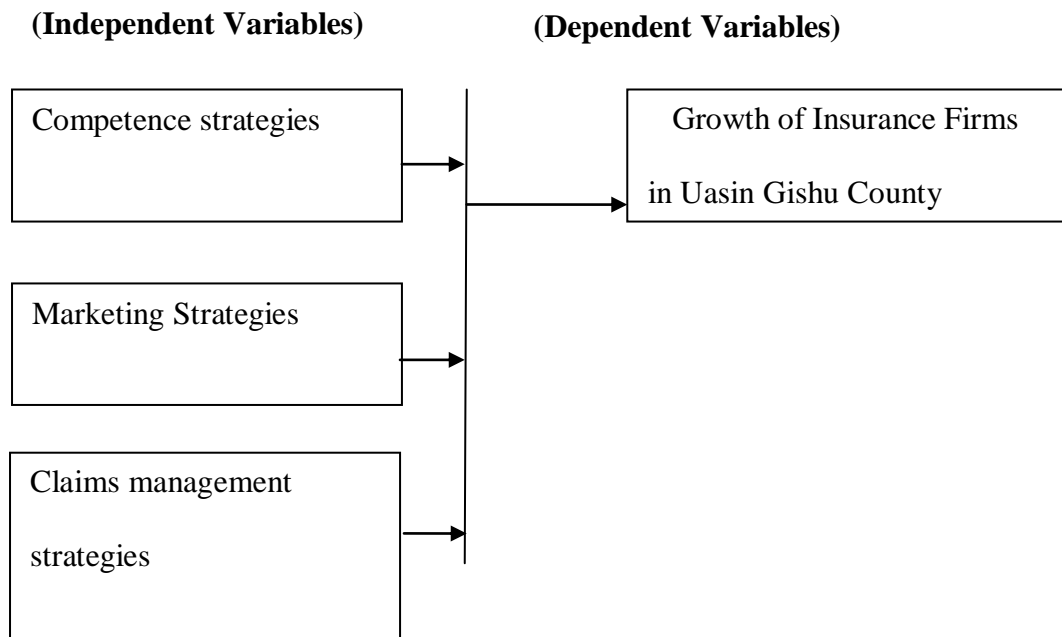 (Independent Variables)
(Dependent Variables)
Competence strategies
Growth of Insurance Firms
in Uasin Gishu County
Marketing Strategies
Claims management
strategies